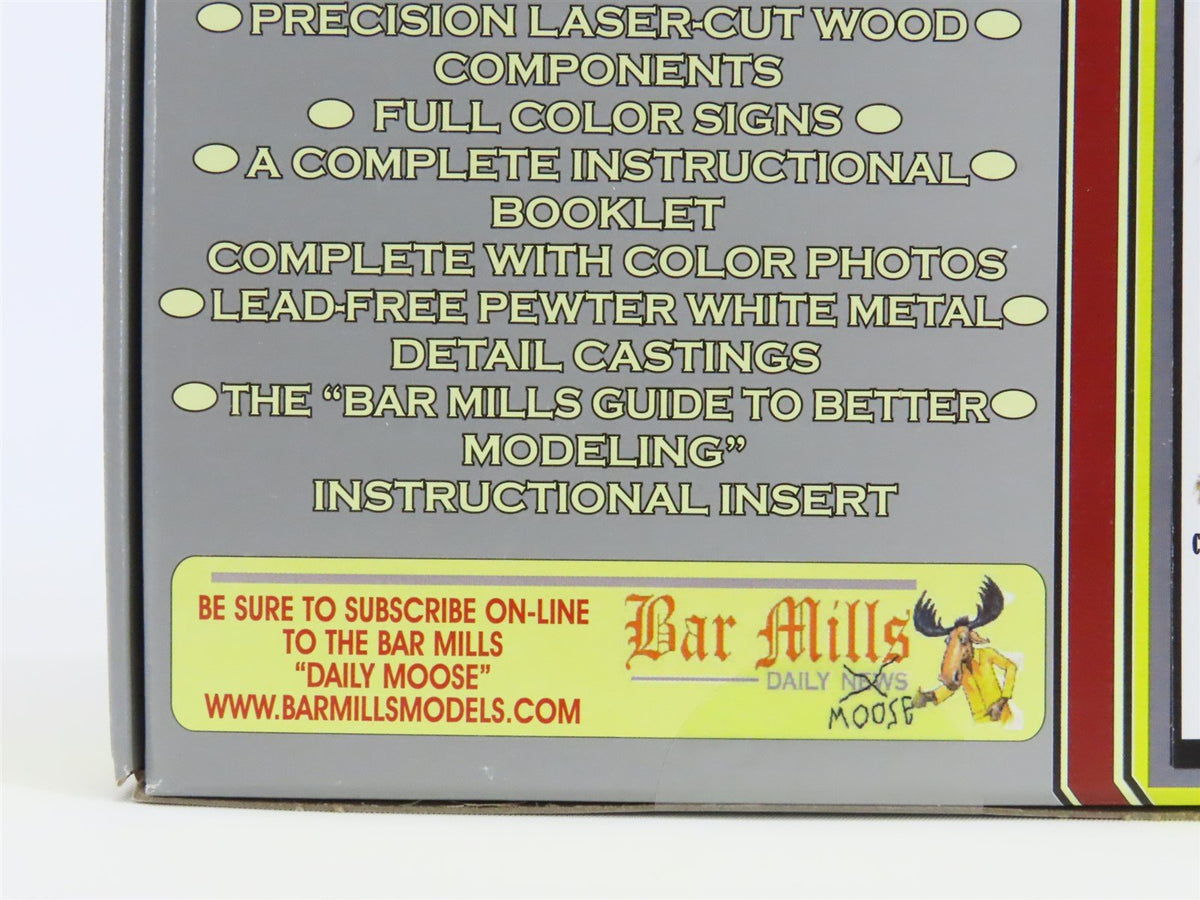 PRECISION LASER-CUT WOOD
COMPONENTS
FULL COLOR SIGNS
A COMPLETE INSTRUCTIONAL
BOOKLET
COMPLETE WITH COLOR PHOTOS
LEAD-FREE PEWTER WHITE METAL
DETAIL CASTINGS
THE “BAR MILLS GUIDE TO BETTER
MODELING”
INSTRUCTIONAL INSERT
BE SURE TO SUBSCRIBE ON-LINE
TO THE BAR MILLS
“DAILY MOOSE”
WWW.BARMILLSMODELS.COM
Bar Mills
DAILY NEWS
MOOSE